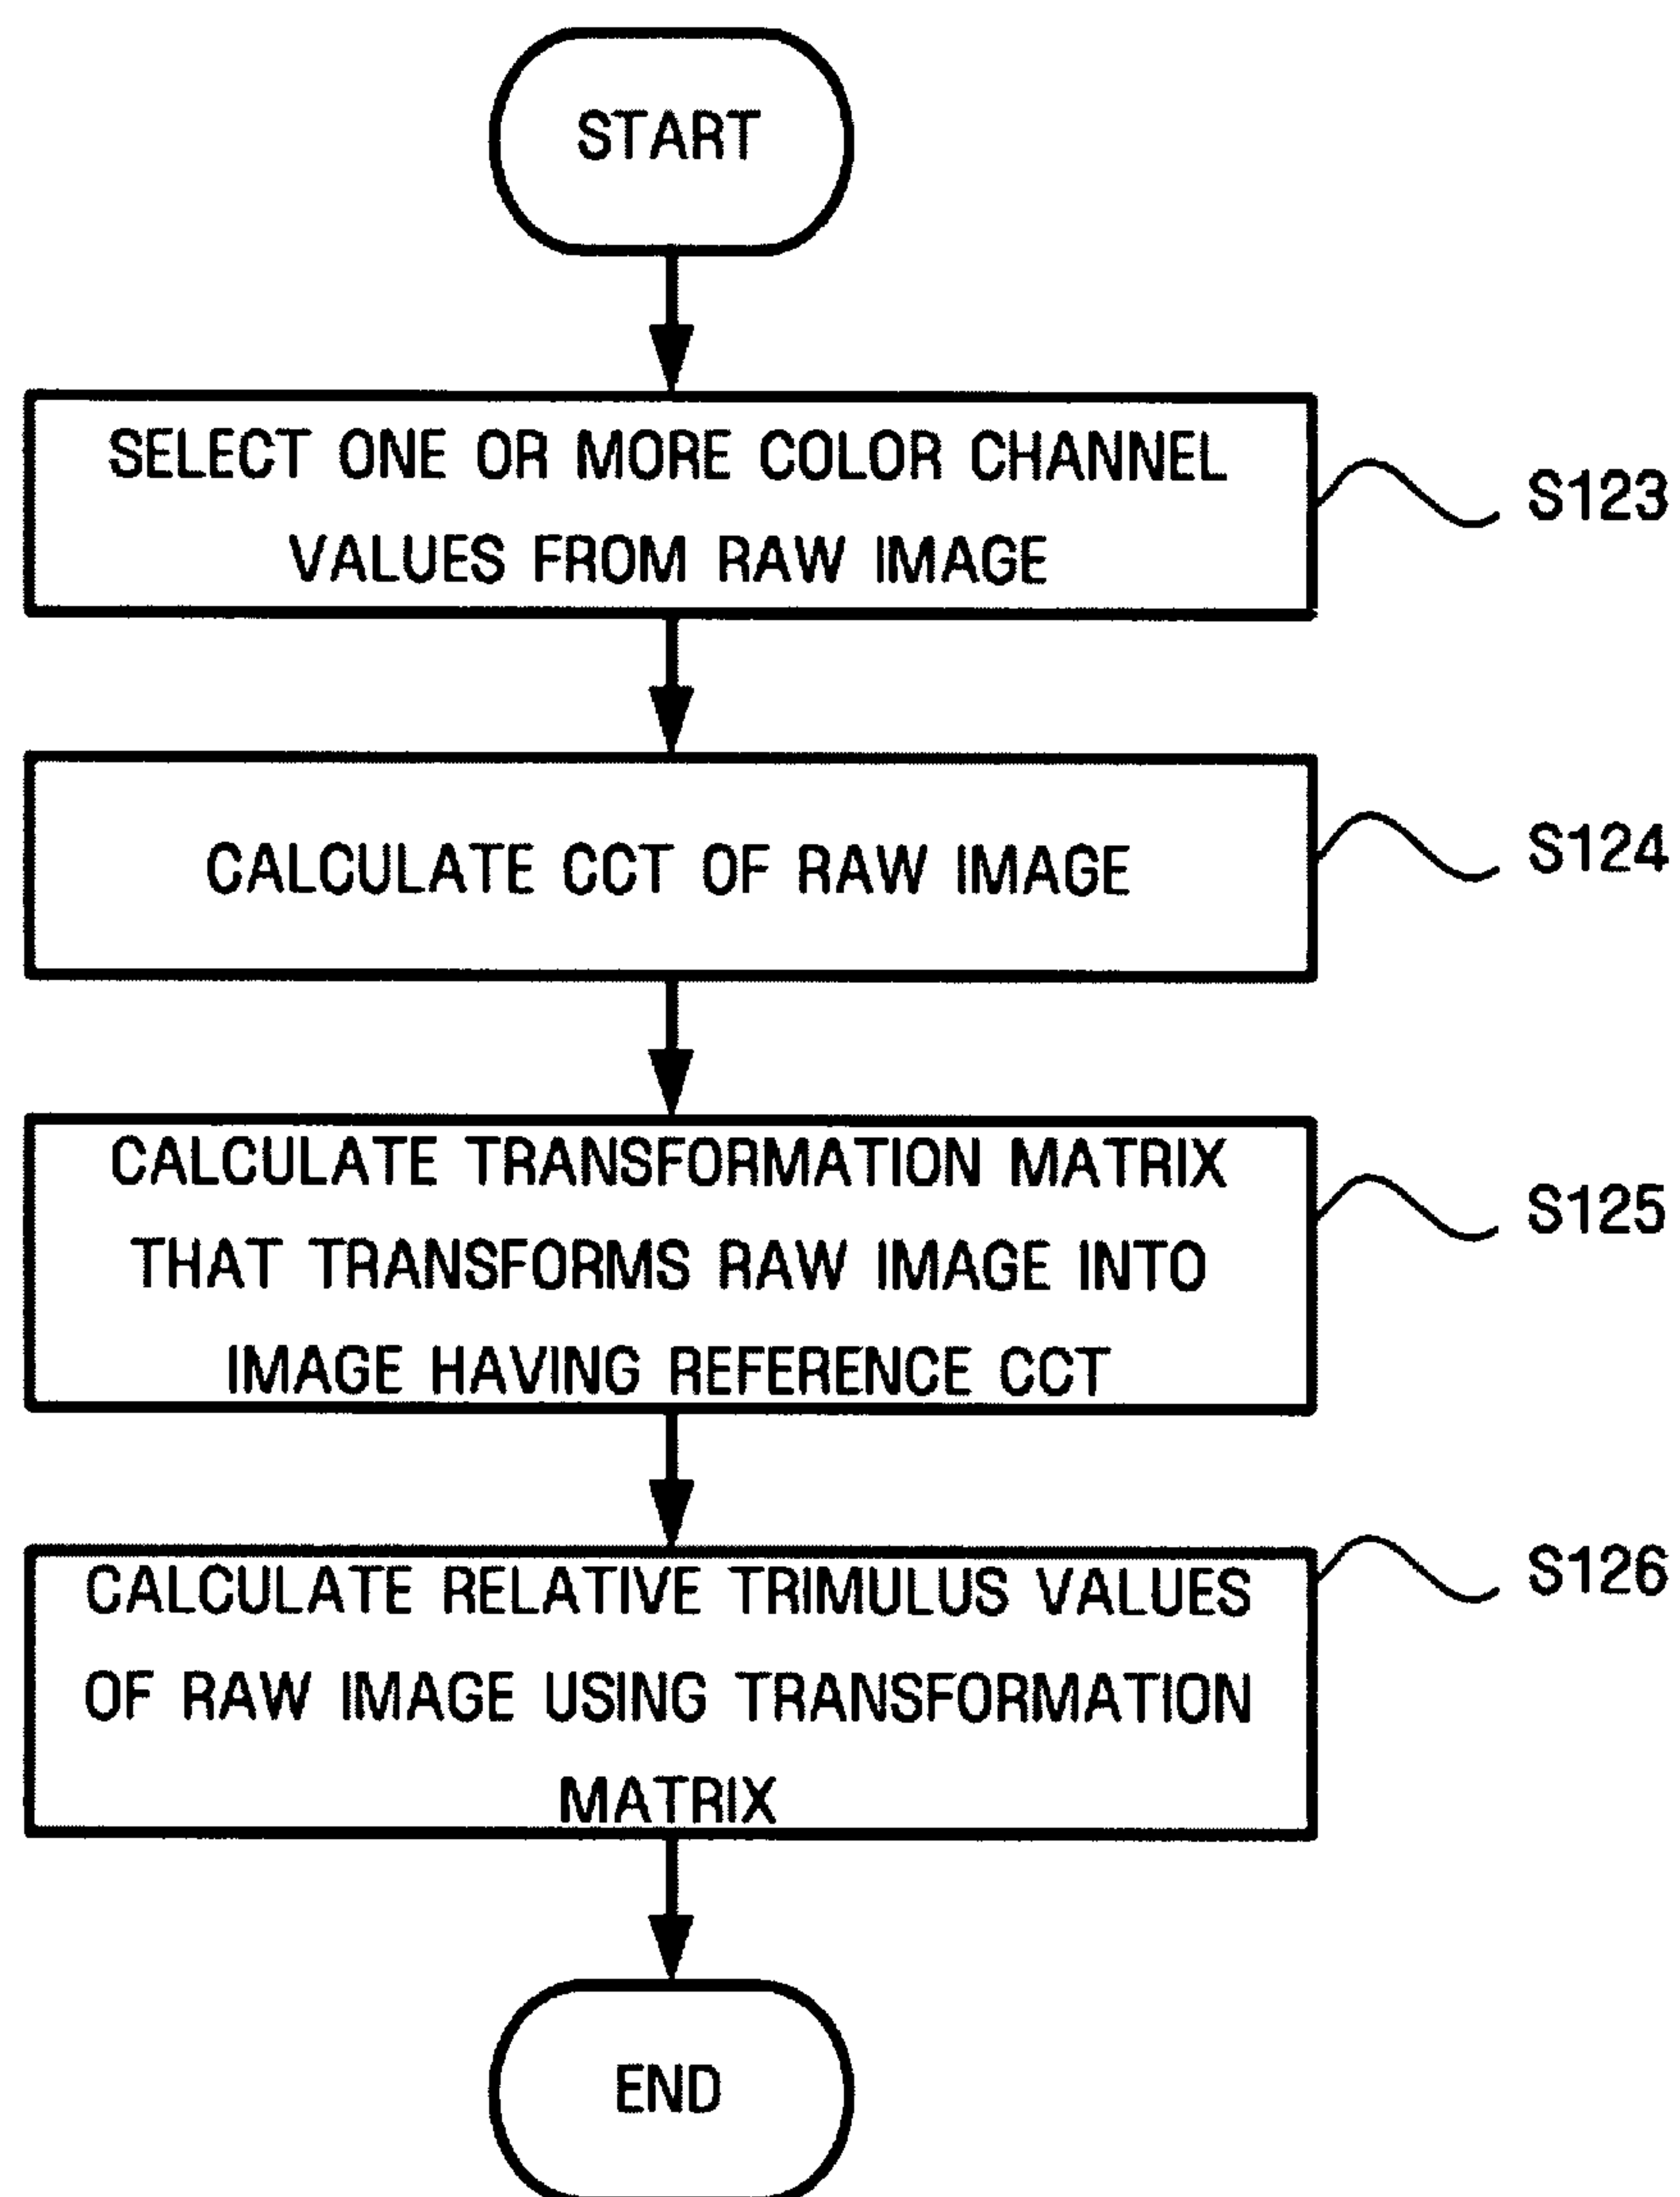 START
SELECT ONE OR MORE COLOR CHANNEL
VALUES FROM RAW IMAGE
S123
CALCULATE CCT OF RAW IMAGE
S124
CALCULATE TRANSFORMATION MATRIX
THAT TRANSFORMS RAW IMAGE INTO
IMAGE HAVING REFERENCE CCT
S125
CALCULATE RELATIVE TRIMULUS VALUES
OF RAW IMAGE USING TRANSFORMATION
MATRIX
S126
END